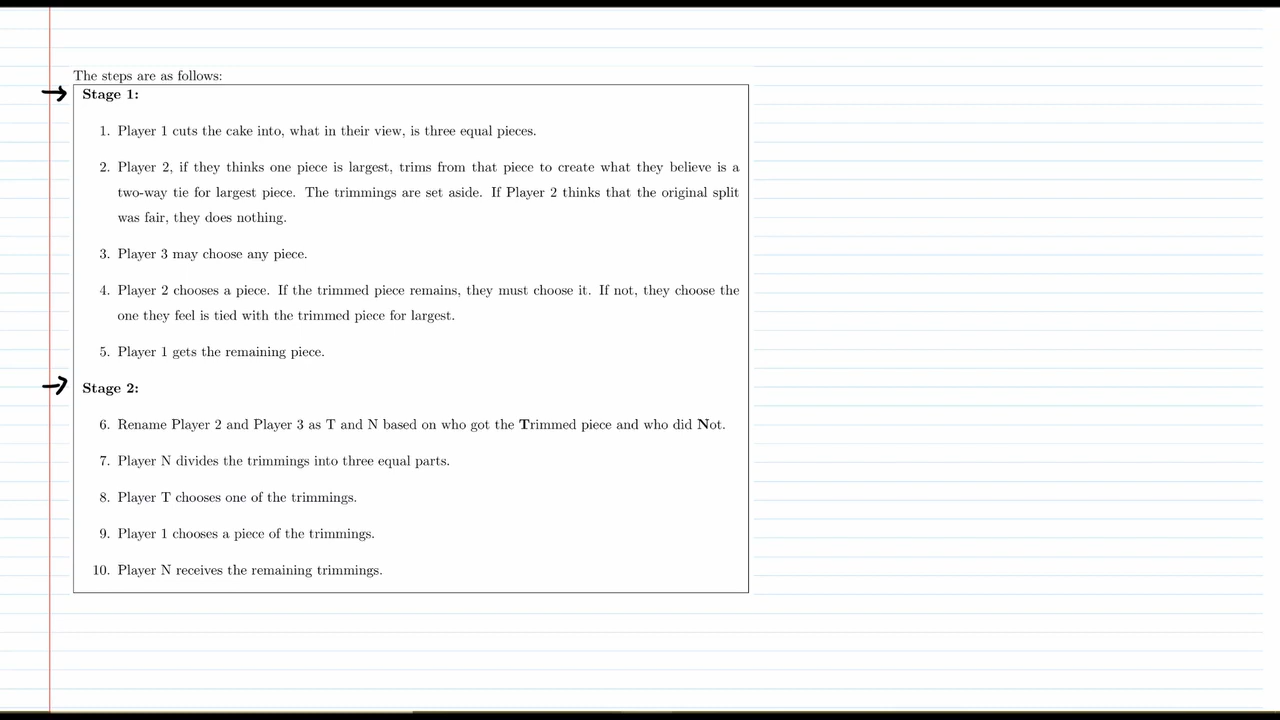 The steps are as follows:
Stage 1:
1. Player 1 cuts the cake into, what in their view, is three equal pieces.
2. Player 2, if they thinks one piece is largest, trims from that piece to create what they believe is a
two-way tie for largest piece. The trimmings are set aside. If Player 2 thinks that the original split
was fair, they does nothing.
3. Player 3 may choose any piece.
4. Player 2 chooses a piece. If the trimmed piece remains, they must choose it. If not, they choose the
one they feel is tied with the trimmed piece for largest.
5. Player 1 gets the remaining piece.
Stage 2:
6. Rename Player 2 and Player 3 as T and N based on who got the Trimmed piece and who did Not.
7. Player N divides the trimmings into three equal parts.
8. Player T chooses one of the trimmings.
9. Player 1 chooses a piece of the trimmings.
10. Player N receives the remaining trimmings.